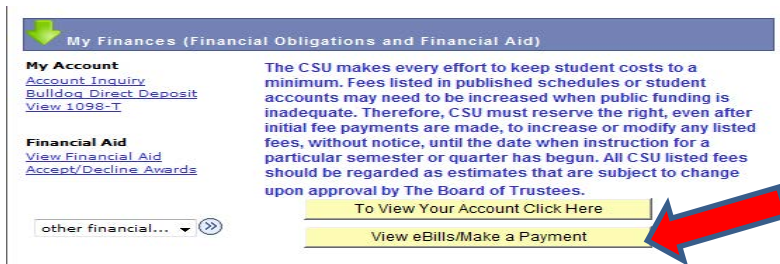 My Finances (Financial Obligations and Financial Aid)
My Account
Account Inquiry
Bulldog Direct Deposit
View 1098-T
Financial Aid
View Financial Aid
Accept/Decline Awards
other financial...
The CSU makes every effort to keep student costs to a
minimum. Fees listed in published schedules or student
accounts may need to be increased when public funding is
inadequate. Therefore, CSU must reserve the right, even after
initial fee payments are made, to increase or modify any listed
fees, without notice, until the date when instruction for a
particular semester or quarter has begun. All CSU listed fees
should be regarded as estimates that are subject to change
upon approval by The Board of Trustees.
To View Your Account Click Here
View eBills/Make a Payment